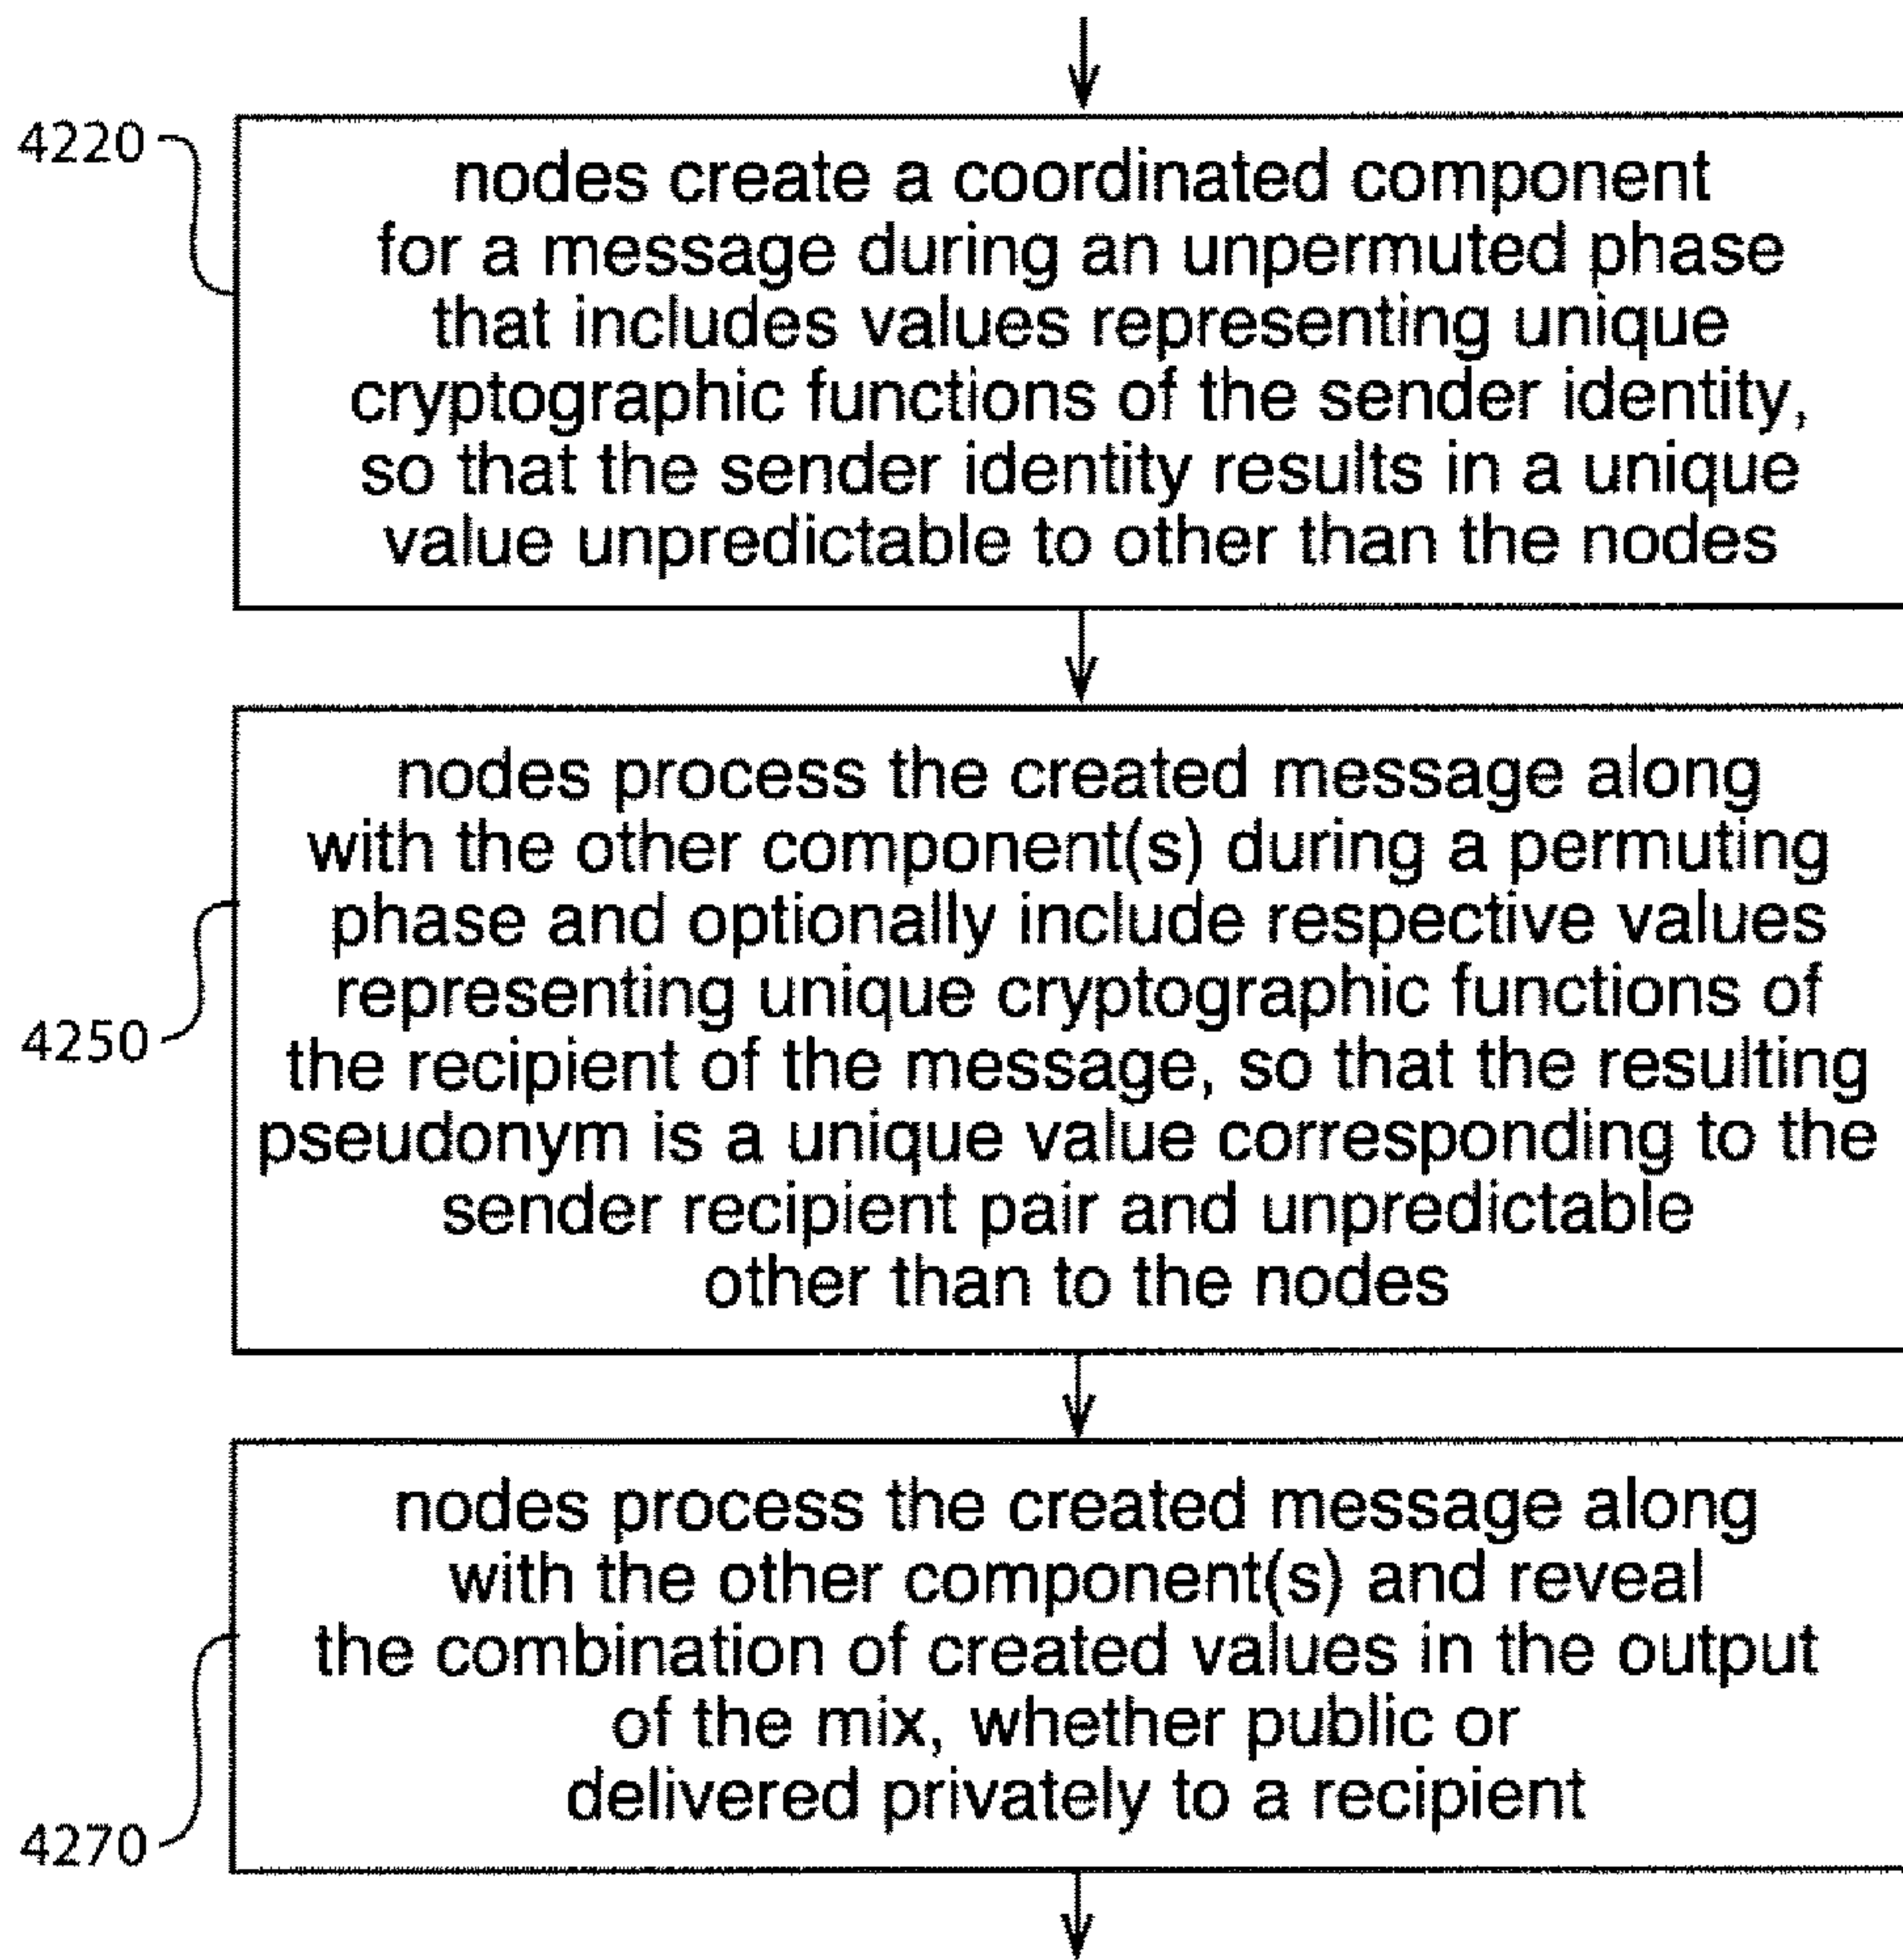 4220
nodes create a coordinated component
for a message during an unpermuted phase
that includes values representing unique
cryptographic functions of the sender identity,
so that the sender identity results in a unique
value unpredictable to other than the nodes
4250
nodes process the created message along
with the other component(s) during a permuting
phase and optionally include respective values
representing unique cryptographic functions of
the recipient of the message, so that the resulting
pseudonym is a unique value corresponding to the
sender recipient pair and unpredictable
other than to the nodes
4270
nodes process the created message along
with the other component(s) and reveal
the combination of created values in the output
of the mix, whether public or
delivered privately to a recipient